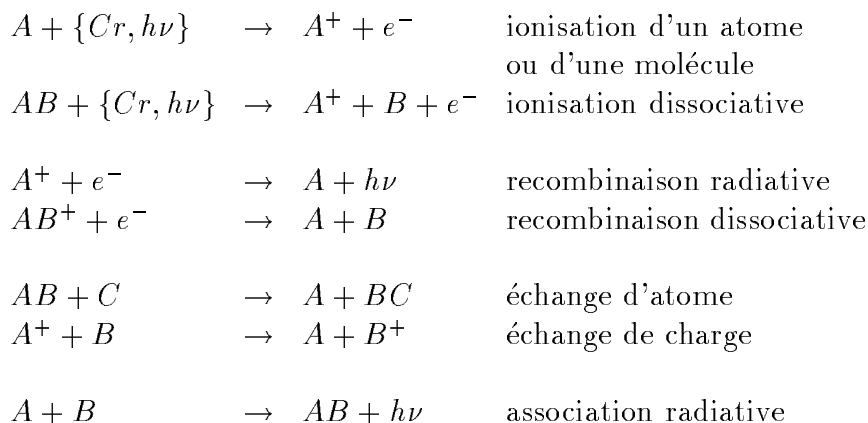 A + {Cr, hν} → A⁺ + e⁻ ionisation d'un atome
ou d'une molécule
AB + {Cr, hν} → A⁺ + B + e⁻ ionisation dissociative
A⁺ + e⁻ → A + hν recombinaison radiative
AB⁺ + e⁻ → A + B recombinaison dissociative
AB + C → A + BC échange d'atome
A⁺ + B → A + B⁺ échange de charge
A + B → AB + hν association radiative